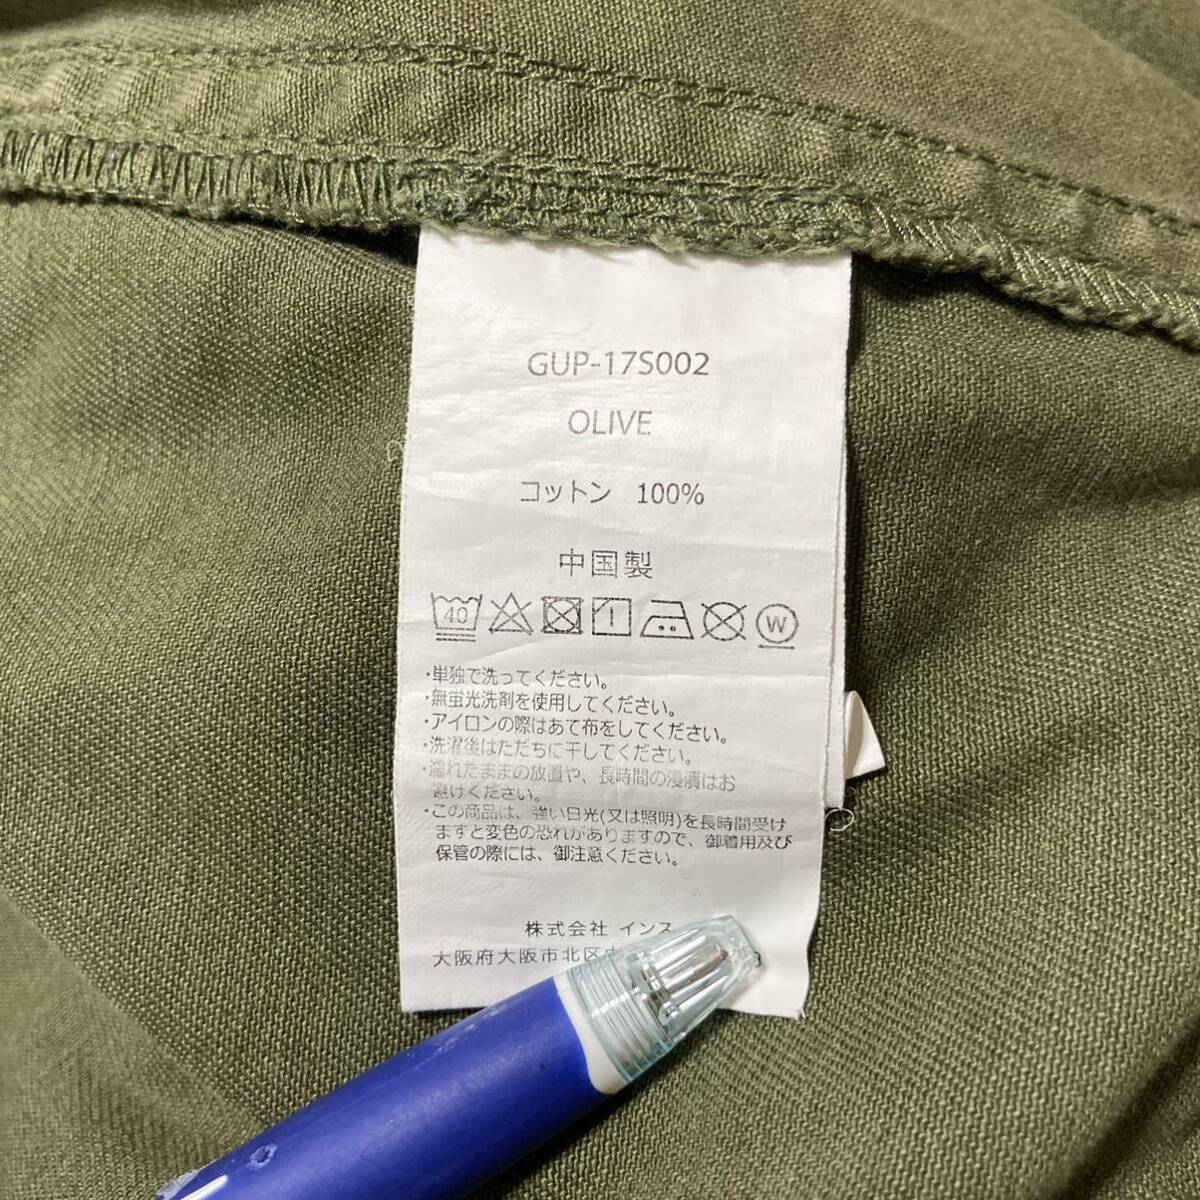 GUP-17S002
OLIVE
コットン 100%
中国製
40
W
・単独で洗ってください。
・無蛍光洗剤を使用してください。
・アイロンの際はあて布をしてください。
・洗濯後はただちに干してください。
・濡れたままの放置や、長時間の浸漬はお
避けください。
・この商品は、強い日光(又は照明)を長時間受け
ますと変色の恐れがありますので、御着用及び
保管の際には、御注意ください。
株式会社 インス
大阪府大阪市北区